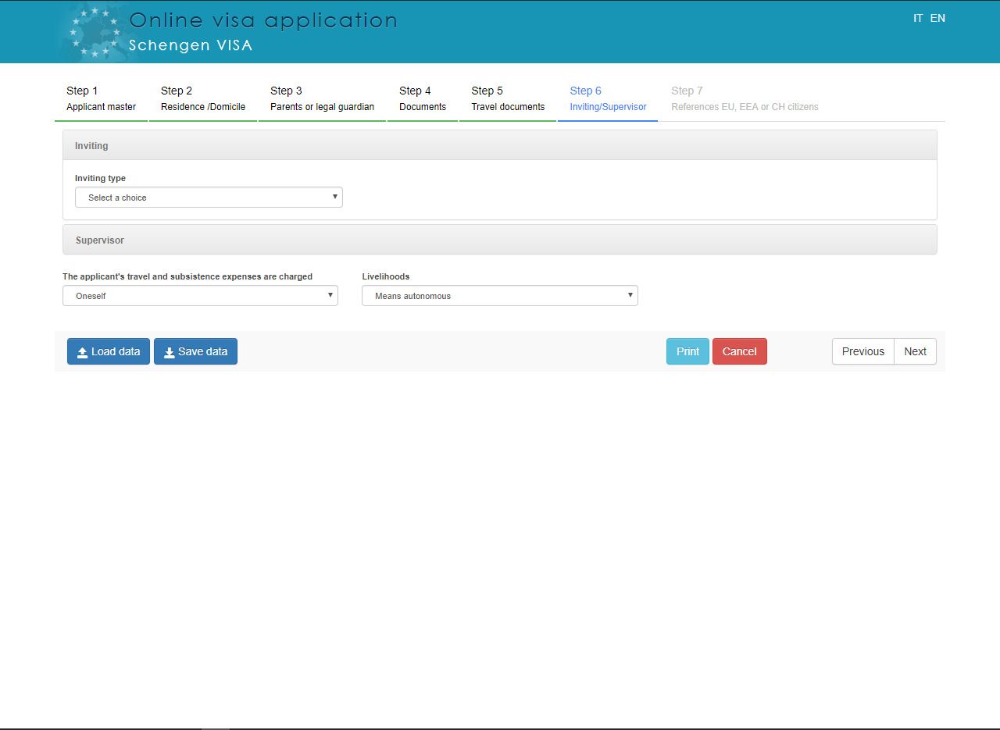 Online visa application
Schengen VISA
IT EN
Step 1
Applicant master
Step 2
Residence /Domicile
Step 3
Parents or legal guardian
Step 4
Documents
Step 5
Travel documents
Step 6
Inviting/Supervisor
Step 7
References EU, EEA or CH citizens
Inviting
Inviting type
Select a choice
Supervisor
The applicant's travel and subsistence expenses are charged
Oneself
Livelihoods
Means autonomous
Load data
Save data
Print
Cancel
Previous
Next